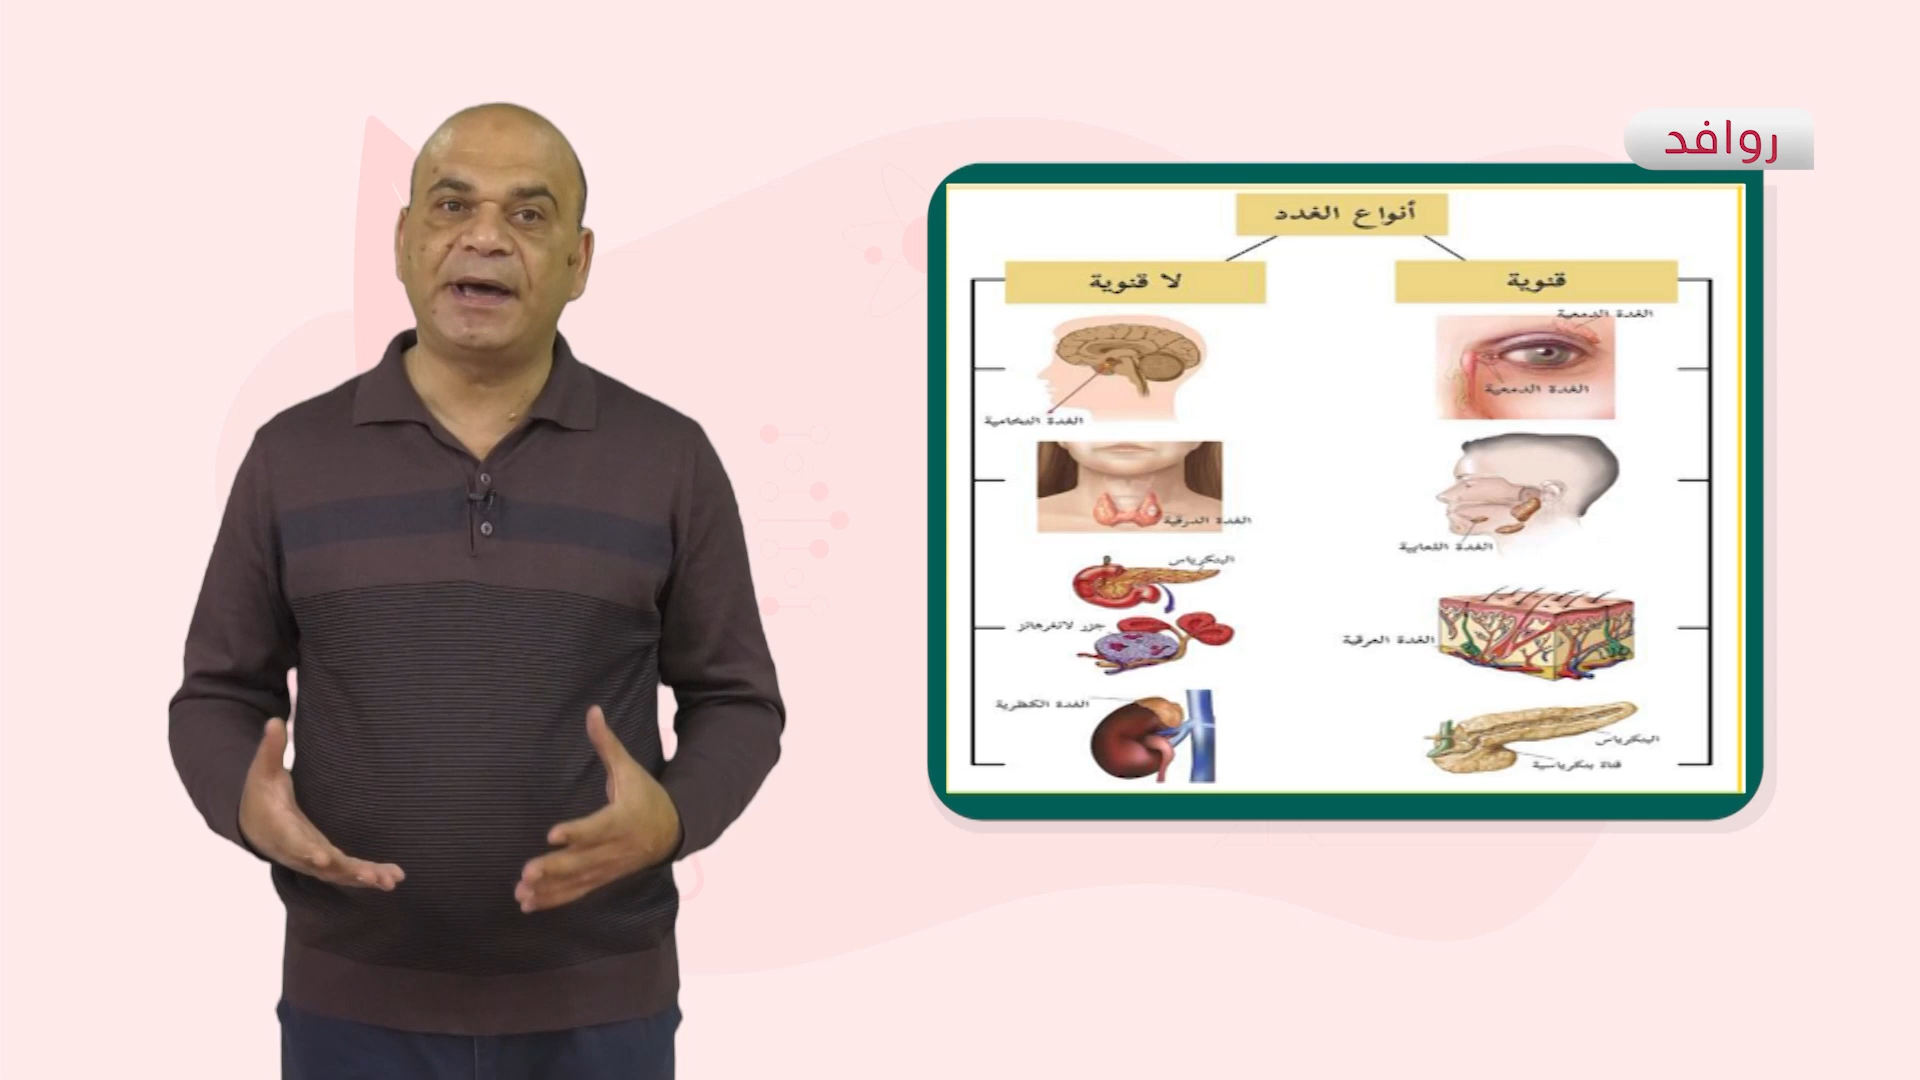 روافد
أنواع الغدد
قنوية
لا قنوية
الغدة الدمعية
الغدة الدمعية
الغدة اللعابية
الغدة العرقية
البنكرياس
قناة بنكرياسية
الغدة النخامية
الغدة الدرقية
البنكرياس
جزر لانغرهانز
الغدة الكظرية